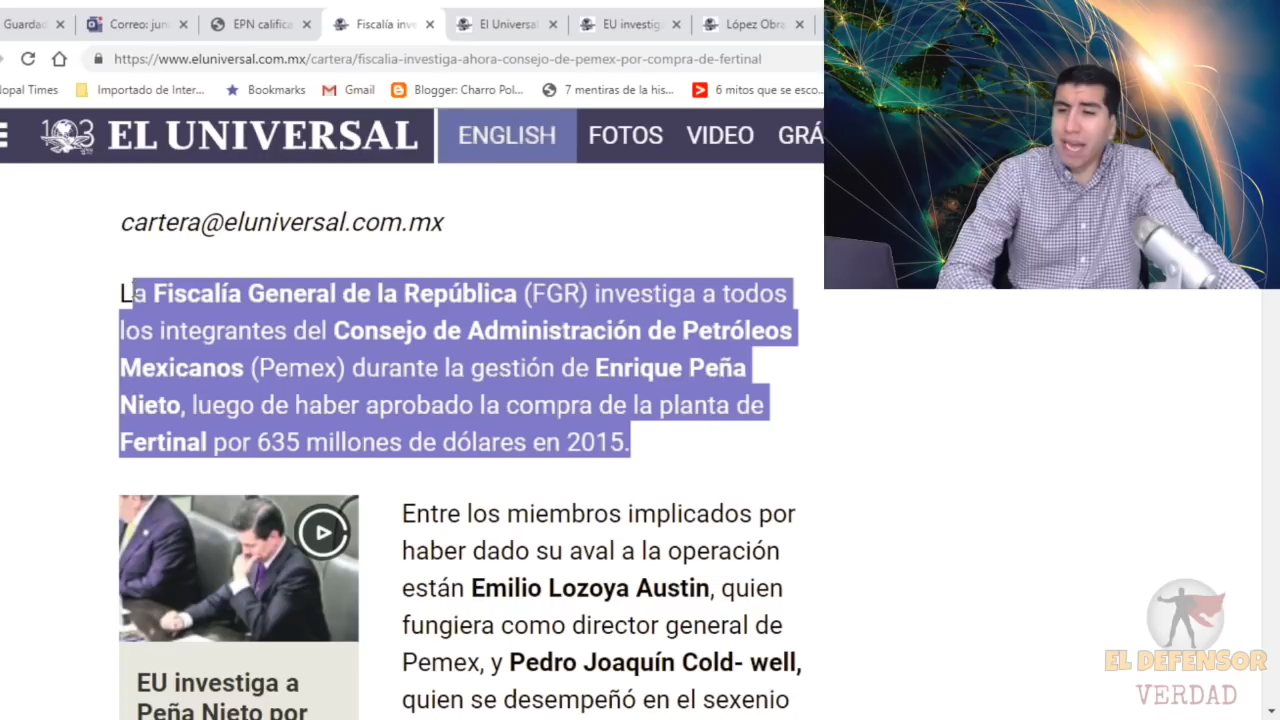 Guardad
Correo: jun
EPN califica
Fiscalía inve
El Universal
EU investig
López Obra
https://www.eluniversal.com.mx/cartera/fiscalia-investiga-ahora-consejo-de-pemex-por-compra-de-fertinal
Nopal Times
Importado de Inter...
Bookmarks
Gmail
Blogger: Charro Pol...
7 mentiras de la his...
6 mitos que se esco...
103 EL UNIVERSAL
ENGLISH
FOTOS
VIDEO
GRÁ
cartera@eluniversal.com.mx
La Fiscalía General de la República (FGR) investiga a todos
los integrantes del Consejo de Administración de Petróleos
Mexicanos (Pemex) durante la gestión de Enrique Peña
Nieto, luego de haber aprobado la compra de la planta de
Fertinal por 635 millones de dólares en 2015.
Entre los miembros implicados por
haber dado su aval a la operación
están Emilio Lozoya Austin, quien
fungiera como director general de
Pemex, y Pedro Joaquín Cold- well,
quien se desempeñó en el sexenio
EU investiga a
Peña Nieto por
EL DEFENSOR
VERDAD